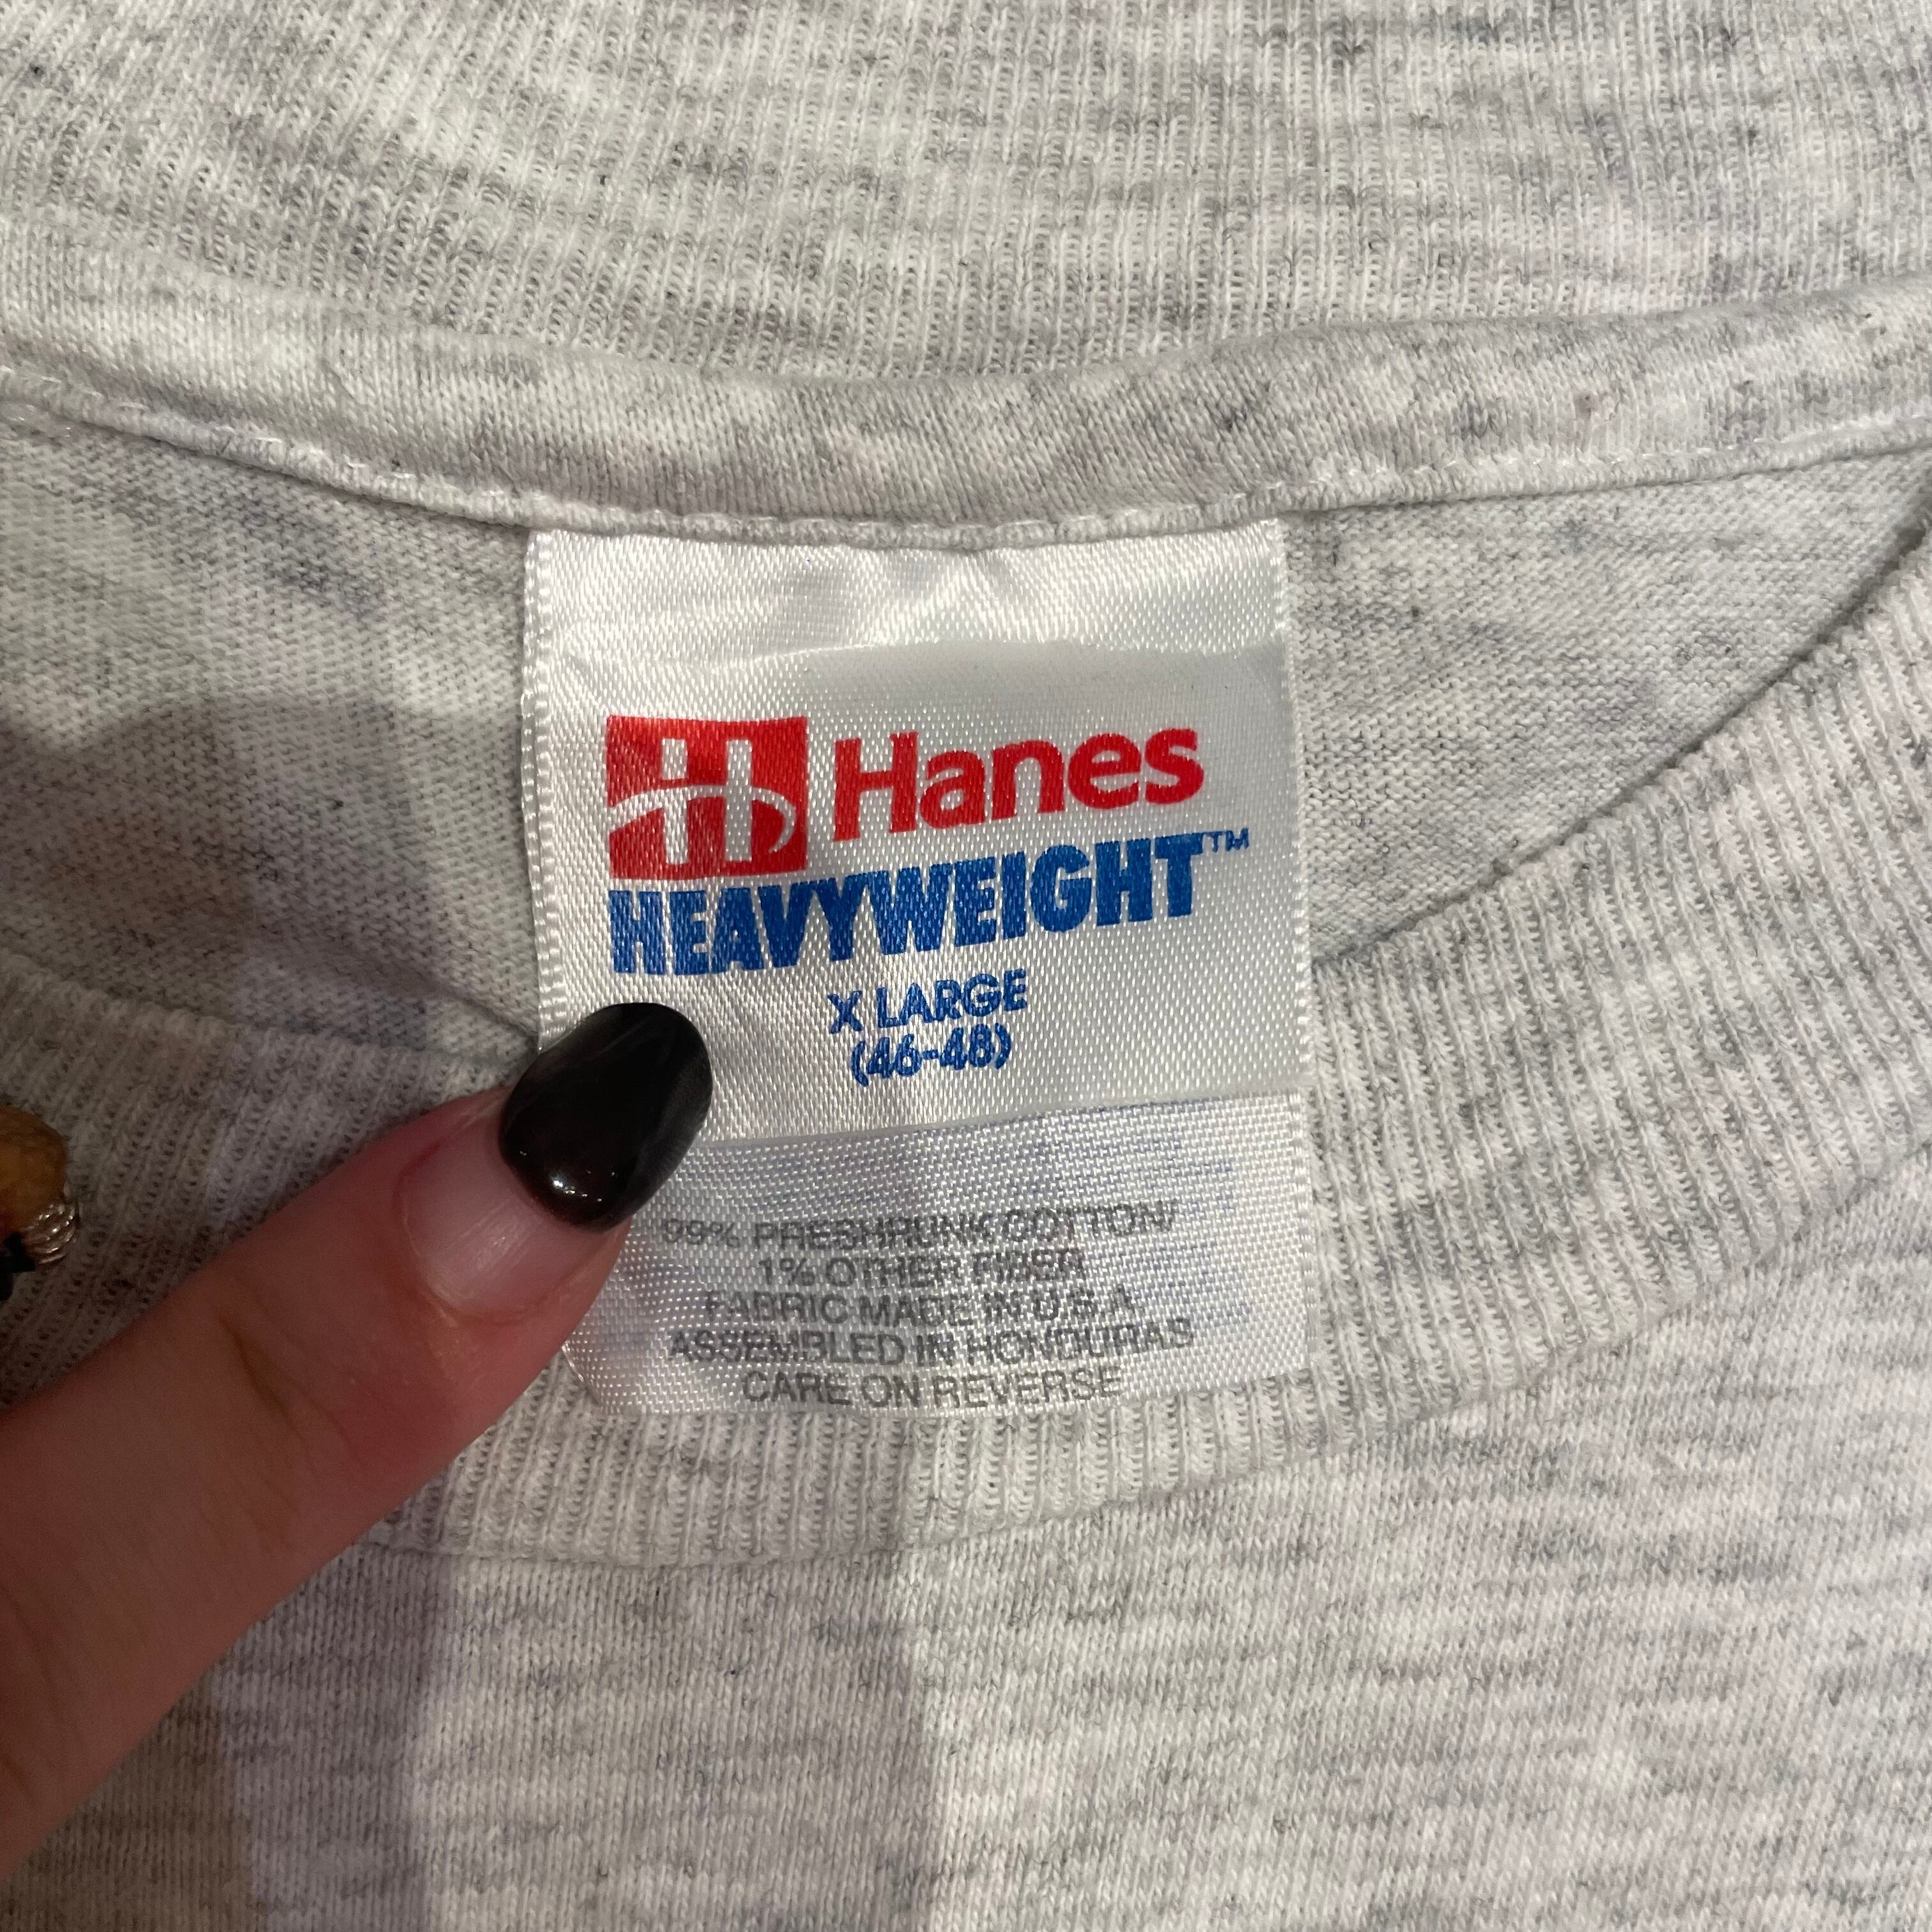 Hanes
HEAVYWEIGHT™
X LARGE
(46-48)
99% PRESHRUNK COTTON/
1% OTHER FIBER
FABRIC MADE IN U.S.A
ASSEMBLED IN HONDURAS
CARE ON REVERSE